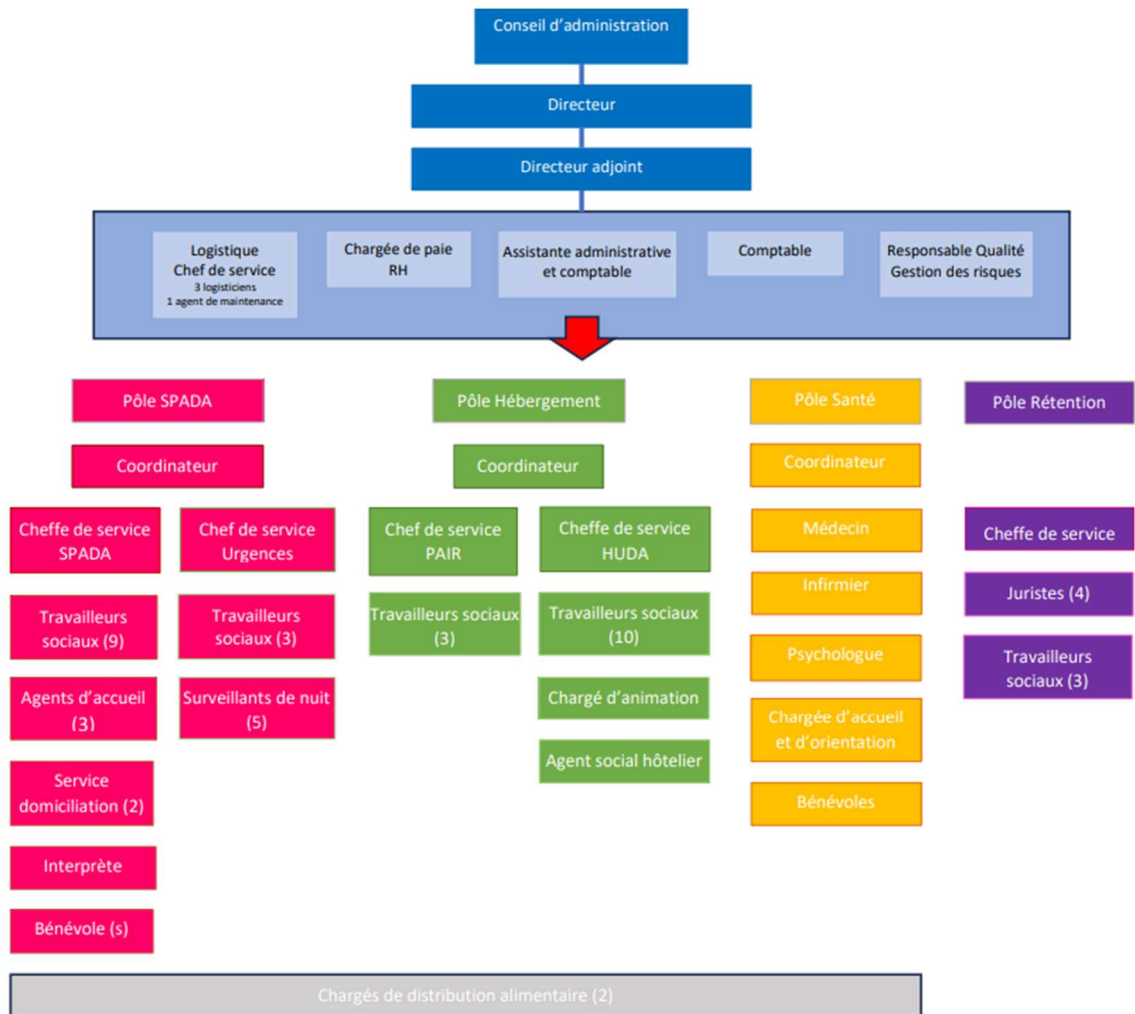 Conseil d'administration
Directeur
Directeur adjoint
Logistique
Chef de service
3 logisticiens
1 agent de maintenance
Chargée de paie
RH
Assistante administrative
et comptable
Comptable
Responsable Qualité
Gestion des risques
Pôle SPADA
Coordinateur
Cheffe de service
SPADA
Travailleurs
sociaux (9)
Agents d'accueil
(3)
Service
domiciliation (2)
Interprète
Bénévole (s)
Chef de service
Urgences
Travailleurs
sociaux (3)
Surveillants de nuit
(5)
Pôle Hébergement
Coordinateur
Chef de service
PAIR
Travailleurs sociaux
(3)
Cheffe de service
HUDA
Travailleurs sociaux
(10)
Chargé d'animation
Agent social hôtelier
Pôle Santé
Coordinateur
Médecin
Infirmier
Psychologue
Chargée d'accueil
et d'orientation
Bénévoles
Pôle Rétention
Cheffe de service
Juristes (4)
Travailleurs
sociaux (3)
Chargés de distribution alimentaire (2)